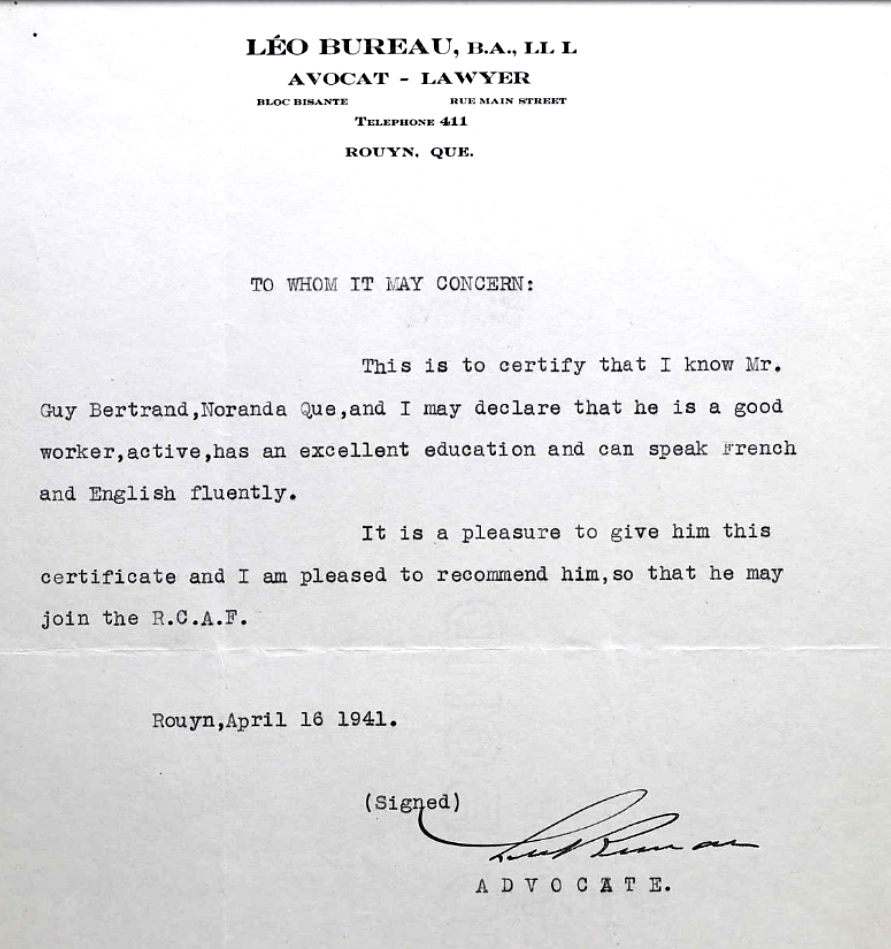 LÉO BUREAU, B.A., LL L
AVOCAT - LAWYER
BLOC BISANTE RUE MAIN STREET
TELEPHONE 411
ROUYN, QUE.
TO WHOM IT MAY CONCERN:
This is to certify that I know Mr.
Guy Bertrand,Noranda Que,and I may declare that he is a good
worker,active,has an excellent education and can speak French
and English fluently.
It is a pleasure to give him this
certificate and I am pleased to recommend him,so that he may
join the R.C.A.F.
Rouyn,April 16 1941.
(Signed)
Leo Bureau
A D V O C A T E.